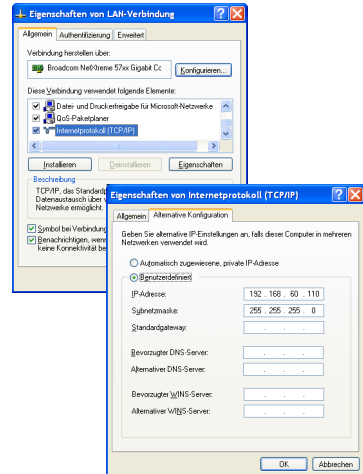 Eigenschaften von LAN-Verbindung
Allgemein Authentifizierung Erweitert
Verbindung herstellen über:
Broadcom NetXtreme 57xx Gigabit Cc
Konfigurieren...
Diese Verbindung verwendet folgende Elemente:
Datei- und Druckerfreigabe für Microsoft-Netzwerke
QoS-Paketplaner
Internetprotokoll (TCP/IP)
Installieren Deinstallieren Eigenschaften
Beschreibung
TCP/IP, das Standardp
Datenaustausch über v
Netzwerke ermöglicht.
Symbol bei Verbindung
Benachrichtigen, wenn
keine Konnektivität be
Eigenschaften von Internetprotokoll (TCP/IP)
Allgemein Alternative Konfiguration
Geben Sie alternative IP-Einstellungen an, falls dieser Computer in mehreren
Netzwerken verwendet wird.
Automatisch zugewiesene, private IP-Adresse
Benutzerdefiniert
IP-Adresse: 192 . 168 . 60 . 110
Subnetzmaske: 255 . 255 . 255 . 0
Standardgateway: . . .
Bevorzugter DNS-Server: . . .
Alternativer DNS-Server: . . .
Bevorzugter WINS-Server: . . .
Alternativer WINS-Server: . . .
OK Abbrechen